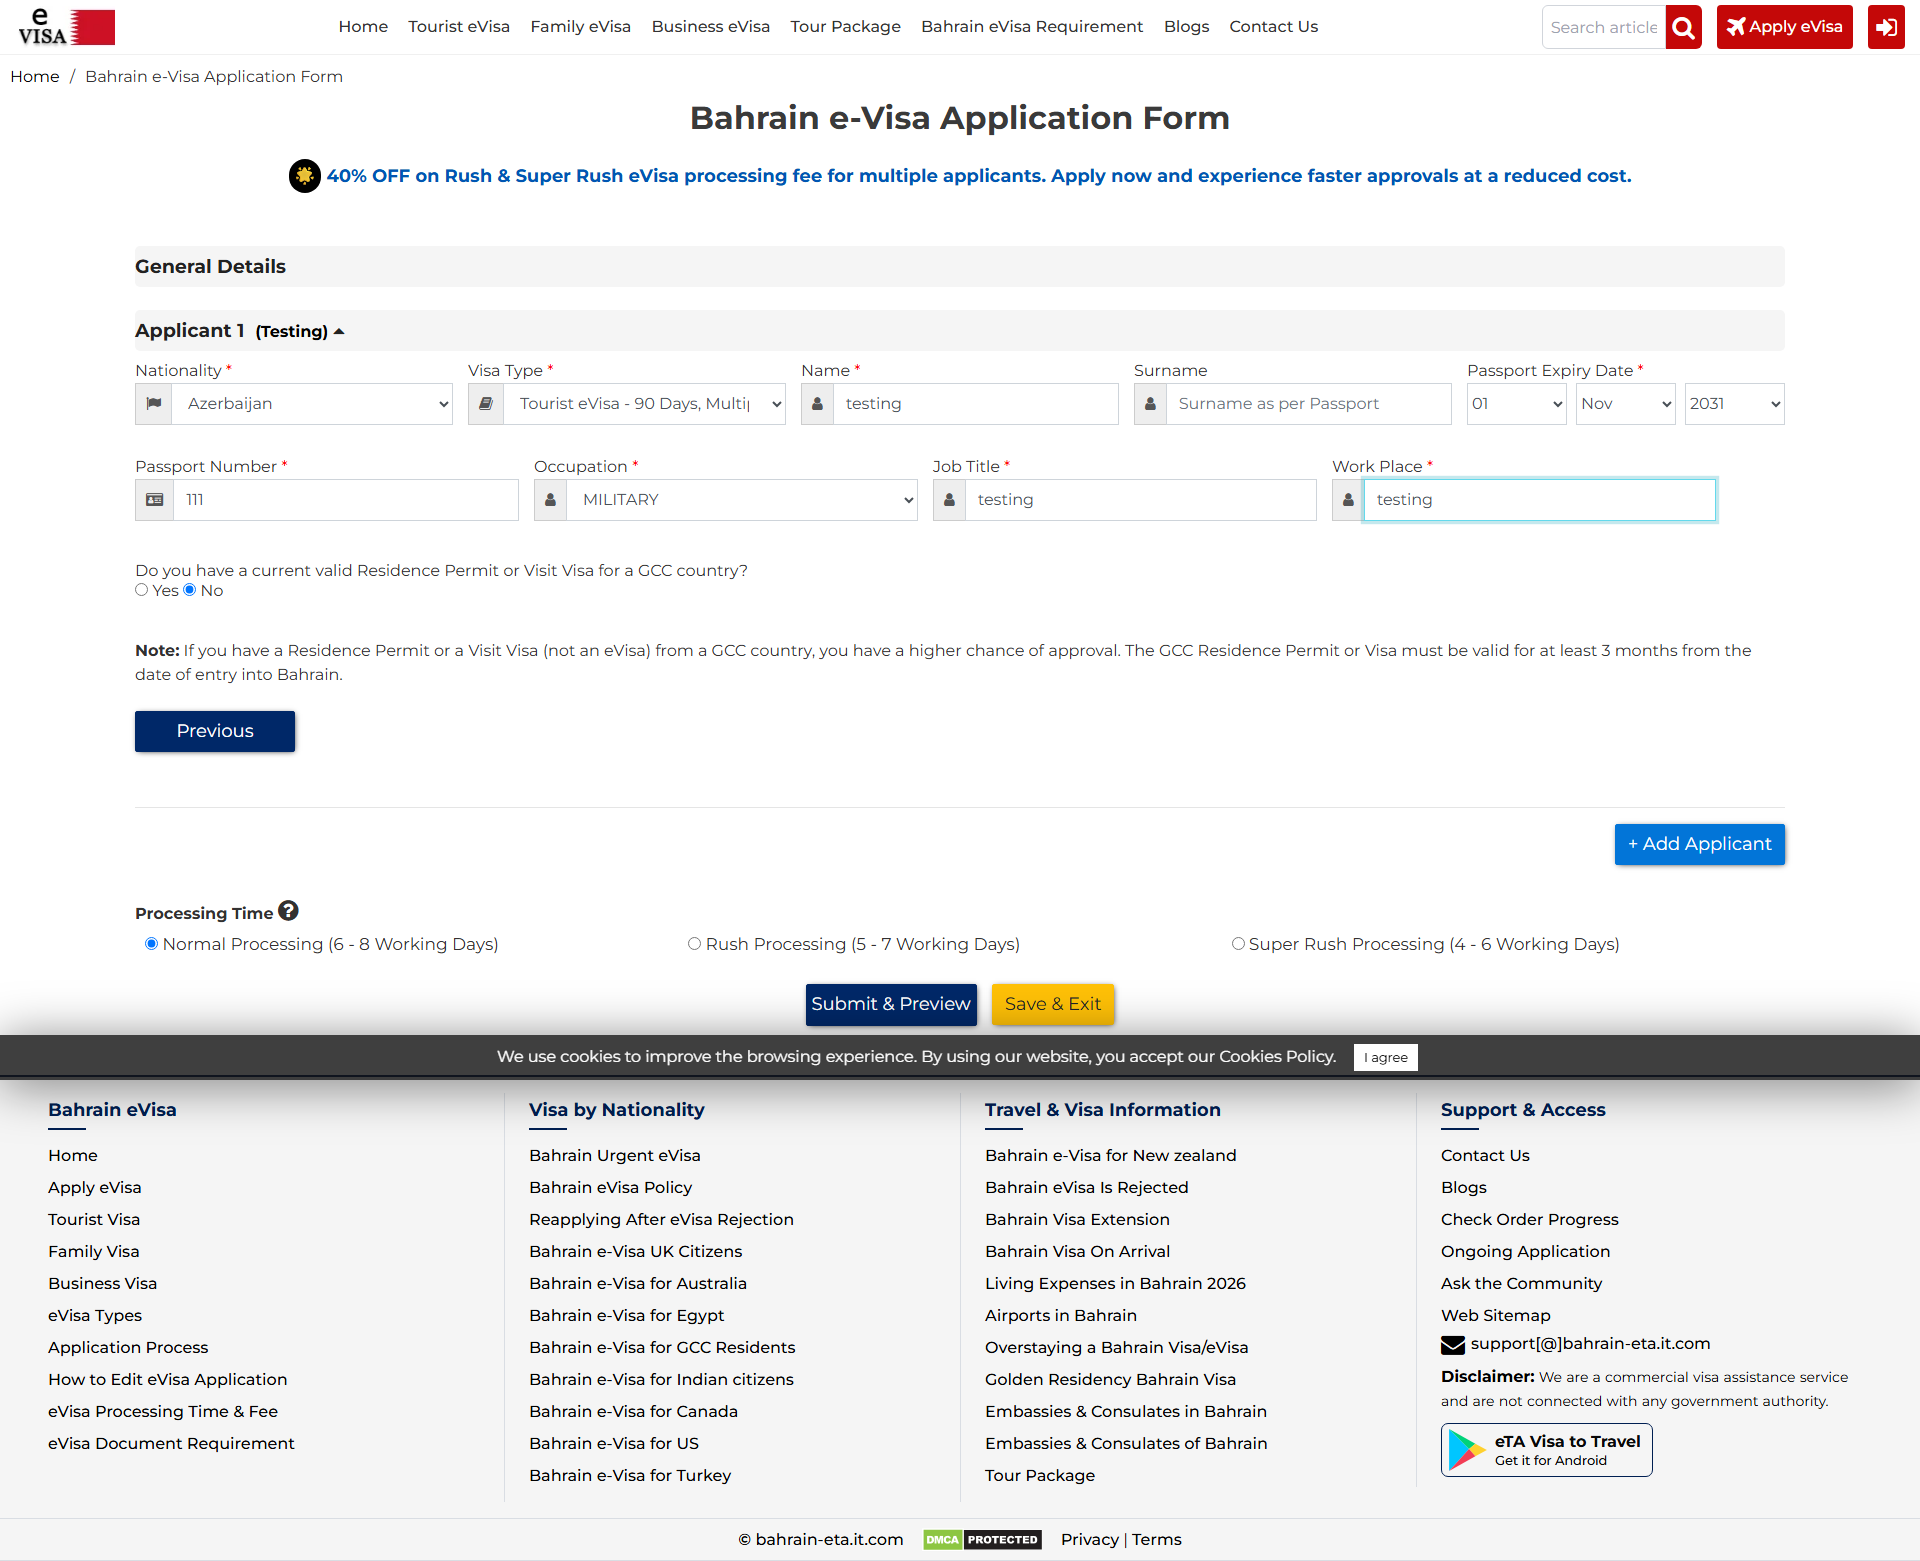 e
VISA
Home Tourist eVisa Family eVisa Business eVisa Tour Package Bahrain eVisa Requirement Blogs Contact Us
Search article
Apply eVisa
Home / Bahrain e-Visa Application Form
Bahrain e-Visa Application Form
40% OFF on Rush & Super Rush eVisa processing fee for multiple applicants. Apply now and experience faster approvals at a reduced cost.
General Details
Applicant 1 (Testing)
Nationality * Visa Type * Name * Surname Passport Expiry Date *
Azerbaijan Tourist eVisa - 90 Days, Multip testing Surname as per Passport 01 Nov 2031
Passport Number * Occupation * Job Title * Work Place *
111 MILITARY testing testing
Do you have a current valid Residence Permit or Visit Visa for a GCC country?
Yes No
Note: If you have a Residence Permit or a Visit Visa (not an eVisa) from a GCC country, you have a higher chance of approval. The GCC Residence Permit or Visa must be valid for at least 3 months from the
date of entry into Bahrain.
Previous
+ Add Applicant
Processing Time ?
Normal Processing (6 - 8 Working Days) Rush Processing (5 - 7 Working Days) Super Rush Processing (4 - 6 Working Days)
Submit & Preview Save & Exit
We use cookies to improve the browsing experience. By using our website, you accept our Cookies Policy. I agree
Bahrain eVisa
Home
Apply eVisa
Tourist Visa
Family Visa
Business Visa
eVisa Types
Application Process
How to Edit eVisa Application
eVisa Processing Time & Fee
eVisa Document Requirement
Visa by Nationality
Bahrain Urgent eVisa
Bahrain eVisa Policy
Reapplying After eVisa Rejection
Bahrain e-Visa UK Citizens
Bahrain e-Visa for Australia
Bahrain e-Visa for Egypt
Bahrain e-Visa for GCC Residents
Bahrain e-Visa for Indian citizens
Bahrain e-Visa for Canada
Bahrain e-Visa for US
Bahrain e-Visa for Turkey
Travel & Visa Information
Bahrain e-Visa for New zealand
Bahrain eVisa Is Rejected
Bahrain Visa Extension
Bahrain Visa On Arrival
Living Expenses in Bahrain 2026
Airports in Bahrain
Overstaying a Bahrain Visa/eVisa
Golden Residency Bahrain Visa
Embassies & Consulates in Bahrain
Embassies & Consulates of Bahrain
Tour Package
Support & Access
Contact Us
Blogs
Check Order Progress
Ongoing Application
Ask the Community
Web Sitemap
support[@]bahrain-eta.it.com
Disclaimer: We are a commercial visa assistance service
and are not connected with any government authority.
eTA Visa to Travel
Get it for Android
© bahrain-eta.it.com DMCA PROTECTED Privacy | Terms